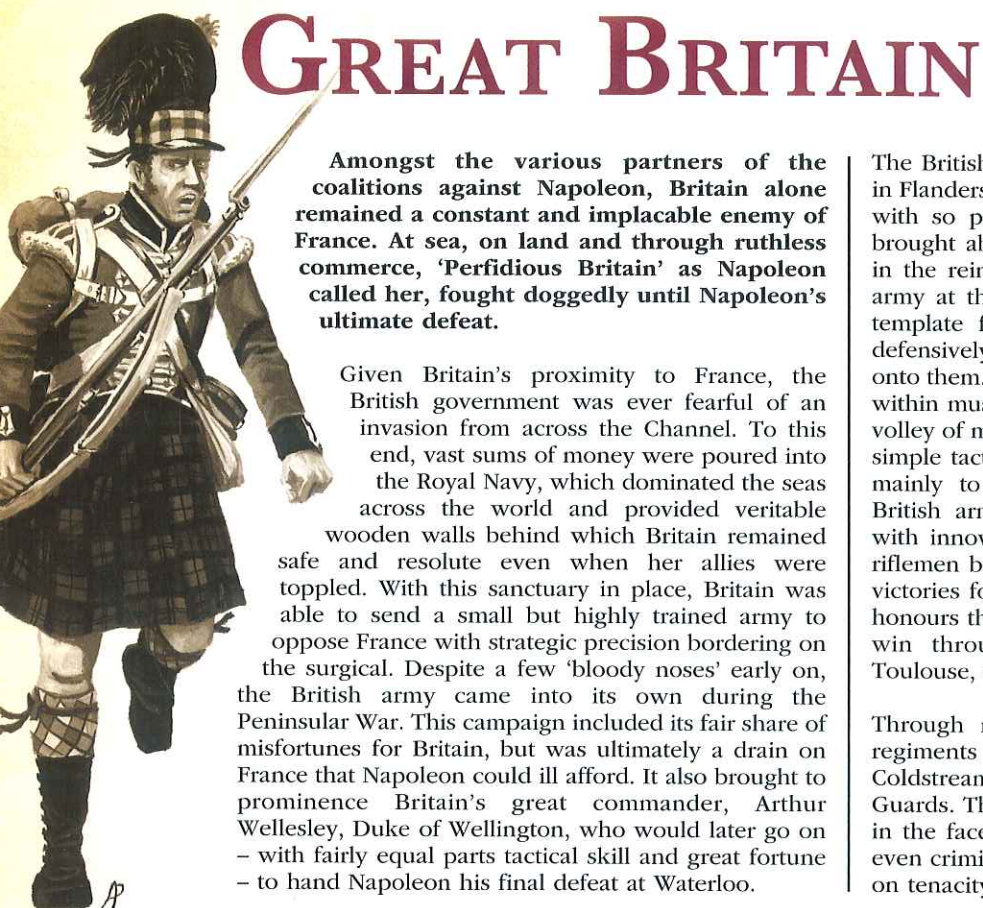 GREAT BRITAIN
Amongst the various partners of the
coalitions against Napoleon, Britain alone
remained a constant and implacable enemy of
France. At sea, on land and through ruthless
commerce, ‘Perfidious Britain’ as Napoleon
called her, fought doggedly until Napoleon’s
ultimate defeat.
Given Britain’s proximity to France, the
British government was ever fearful of an
invasion from across the Channel. To this
end, vast sums of money were poured into
the Royal Navy, which dominated the seas
across the world and provided veritable
wooden walls behind which Britain remained
safe and resolute even when her allies were
toppled. With this sanctuary in place, Britain was
able to send a small but highly trained army to
oppose France with strategic precision bordering on
the surgical. Despite a few ‘bloody noses’ early on,
the British army came into its own during the
Peninsular War. This campaign included its fair share of
misfortunes for Britain, but was ultimately a drain on
France that Napoleon could ill afford. It also brought to
prominence Britain’s great commander, Arthur
Wellesley, Duke of Wellington, who would later go on
– with fairly equal parts tactical skill and great fortune
– to hand Napoleon his final defeat at Waterloo.
The British
in Flanders
with so p
brought ab
in the rein
army at th
template f
defensively
onto them.
within mus
volley of m
simple tact
mainly to
British arm
with innov
riflemen b
victories fo
honours th
win throu
Toulouse,
Through
regiments
Coldstream
Guards. Th
in the face
even crimi
on tenacity
AP